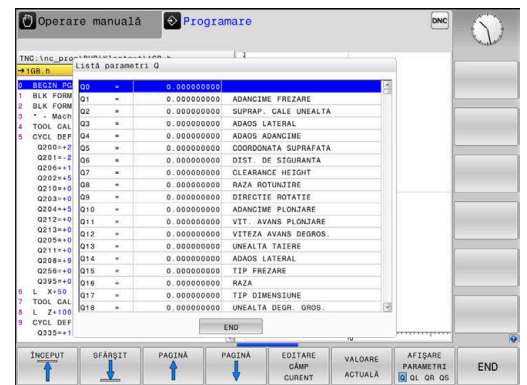 Operare manuală
Programare
DNC
→1GB.h
Listă parametri Q
0 BEGIN PG
1 BLK FORM
2 BLK FORM
3 * - Mach
4 TOOL CAL
5 CYCL DEF
Q200=+2
Q201=-2
Q206=+1
Q202=+5
Q210=+0
Q203=+0
Q204=+5
Q212=+0
Q213=+0
Q205=+0
Q211=+0
Q208=+9
Q256=+0
Q395=+0
6 L X+50
7 TOOL CAL
8 L Z+100
9 CYCL DEF
Q335=+1
Q0 = 0.000000000
Q1 = 0.000000000 ADANCIME FREZARE
Q2 = 0.000000000 SUPRAP. CALE UNEALTA
Q3 = 0.000000000 ADAOS LATERAL
Q4 = 0.000000000 ADAOS ADANCIME
Q5 = 0.000000000 COORDONATA SUPRAFATA
Q6 = 0.000000000 DIST. DE SIGURANTA
Q7 = 0.000000000 CLEARANCE HEIGHT
Q8 = 0.000000000 RAZA ROTUNJIRE
Q9 = 0.000000000 DIRECTIE ROTATIE
Q10 = 0.000000000 ADANCIME PLONJARE
Q11 = 0.000000000 VIT. AVANS PLONJARE
Q12 = 0.000000000 VITEZA AVANS DEGROS.
Q13 = 0.000000000 UNEALTA TAIERE
Q14 = 0.000000000 ADAOS LATERAL
Q15 = 0.000000000 TIP FREZARE
Q16 = 0.000000000 RAZA
Q17 = 0.000000000 TIP DIMENSIUNE
Q18 = 0.000000000 UNEALTA DEGR. GROS.
END
ÎNCEPUT
SFÂRŞIT
PAGINĂ
PAGINĂ
EDITARE
CÂMP
CURENT
VALOARE
ACTUALĂ
AFIŞARE
PARAMETRI
Q QL QR QS
END